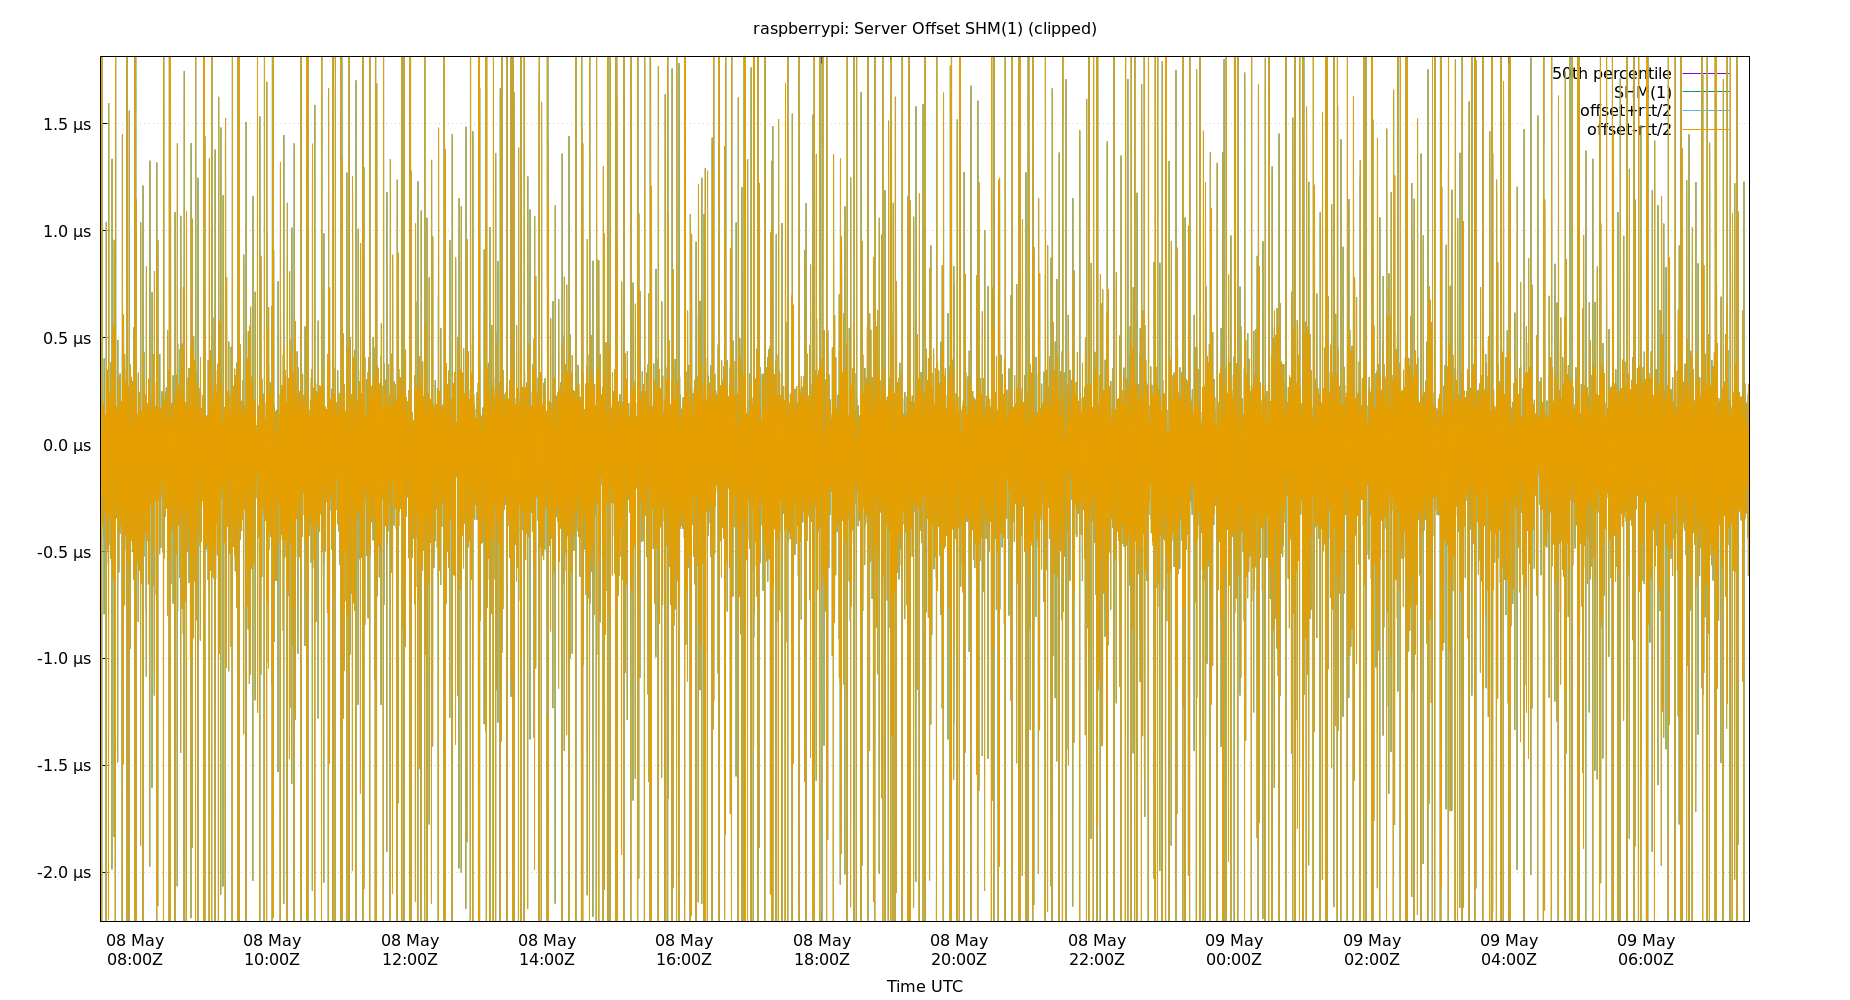 raspberrypi: Server Offset SHM(1) (clipped)
50th percentile
SHM(1)
offset+rtt/2
offset-rtt/2
1.5 µs
1.0 µs
0.5 µs
0.0 µs
-0.5 µs
-1.0 µs
-1.5 µs
-2.0 µs
08 May 08 May 08 May 08 May 08 May 08 May 08 May 08 May 09 May 09 May 09 May 09 May
08:00Z 10:00Z 12:00Z 14:00Z 16:00Z 18:00Z 20:00Z 22:00Z 00:00Z 02:00Z 04:00Z 06:00Z
Time UTC